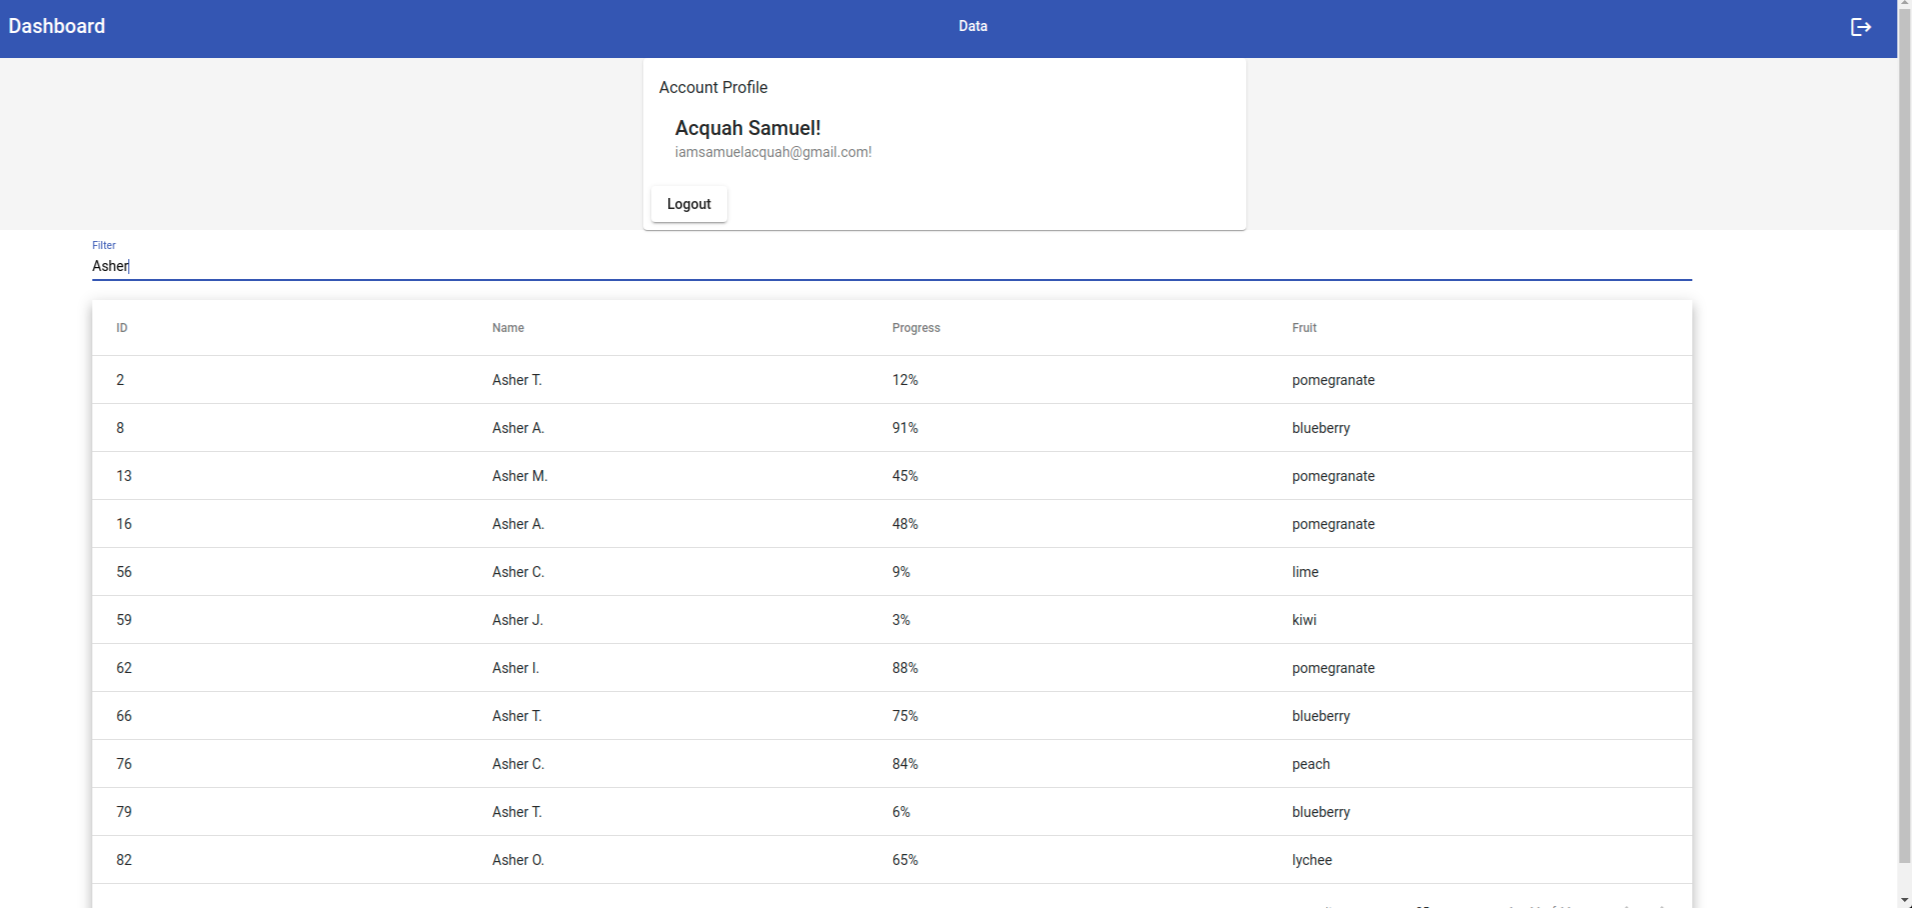 Dashboard Data
Account Profile
Acquah Samuel!
iamsamuelacquah@gmail.com!
Logout
Filter
Asher
ID Name Progress Fruit
2 Asher T. 12% pomegranate
8 Asher A. 91% blueberry
13 Asher M. 45% pomegranate
16 Asher A. 48% pomegranate
56 Asher C. 9% lime
59 Asher J. 3% kiwi
62 Asher I. 88% pomegranate
66 Asher T. 75% blueberry
76 Asher C. 84% peach
79 Asher T. 6% blueberry
82 Asher O. 65% lychee